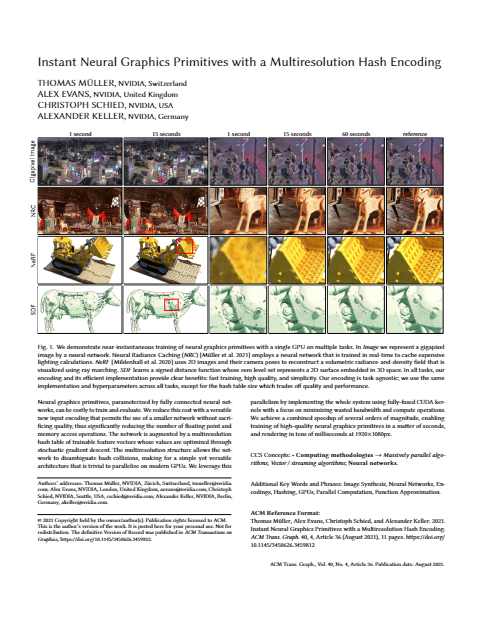 Instant Neural Graphics Primitives with a Multiresolution Hash Encoding
THOMAS MÜLLER, NVIDIA, Switzerland
ALEX EVANS, NVIDIA, United Kingdom
CHRISTOPH SCHIED, NVIDIA, USA
ALEXANDER KELLER, NVIDIA, Germany
1 second 15 seconds 1 second 15 seconds 60 seconds reference
Gigapixel Image
NRC
NeRF
SDF
Fig. 1. We demonstrate near-instantaneous training of neural graphics primitives with a single GPU on multiple tasks. In Image we represent a gigapixel
image by a neural network. Neural Radiance Caching (NRC) [Müller et al. 2021] employs a neural network that is trained in real-time to cache expensive
lighting calculations. NeRF [Mildenhall et al. 2020] uses 2D images and their camera poses to reconstruct a volumetric radiance-and-density field that is
visualized using ray marching. SDF learns a signed distance function whose zero level-set represents a 2D surface embedded in 3D space. In all tasks, our
encoding and its efficient implementation provide clear benefits: fast training, high quality, and simplicity. Our encoding is task-agnostic; we use the same
implementation and hyperparameters across all tasks, except for the hash table size which trades off quality and performance.
Neural graphics primitives, parameterized by fully connected neural net-
works, can be costly to train and evaluate. We reduce this cost with a versatile
new input encoding that permits the use of a smaller network without sacri-
ficing quality, thus significantly reducing the number of floating point and
memory access operations. The network is augmented by a multiresolution
hash table of trainable feature vectors whose values are optimized through
stochastic gradient descent. The multiresolution structure allows the net-
work to disambiguate hash collisions, making for a simple yet versatile
architecture that is trivial to parallelize on modern GPUs. We leverage this
Authors' addresses: Thomas Müller, NVIDIA, Zürich, Switzerland, tmueller@nvidia.
com, Alex Evans, NVIDIA, London, United Kingdom, aevans@nvidia.com; Christoph
Schied, NVIDIA, Seattle, USA, cschied@nvidia.com; Alexander Keller, NVIDIA, Berlin,
Germany, akeller@nvidia.com.
© 2021 Copyright held by the owner/author(s). Publication rights licensed to ACM.
This is the author's version of the work. It is posted here for your personal use. Not for
redistribution. The definitive Version of Record was published in ACM Transactions on
Graphics, https://doi.org/10.1145/3450626.3459812.
parallelism by implementing the whole system using fully-fused CUDA ker-
nels with a focus on minimizing wasted bandwidth and compute operations.
We achieve a combined speedup of several orders of magnitude, enabling
training of high-quality neural graphics primitives in a matter of seconds,
and rendering in tens of milliseconds at 1920×1080px.
CCS Concepts: • Computing methodologies → Massively parallel algo-
rithms; Vector / streaming algorithms; Neural networks.
Additional Key Words and Phrases: Image Synthesis, Neural Networks, En-
codings, Hashing, GPUs, Parallel Computation, Function Approximation.
ACM Reference Format:
Thomas Müller, Alex Evans, Christoph Schied, and Alexander Keller. 2021.
Instant Neural Graphics Primitives with a Multiresolution Hash Encoding.
ACM Trans. Graph. 40, 4, Article 36 (August 2021), 11 pages. https://doi.org/
10.1145/3450626.3459812
ACM Trans. Graph., Vol. 40, No. 4, Article 36. Publication date: August 2021.